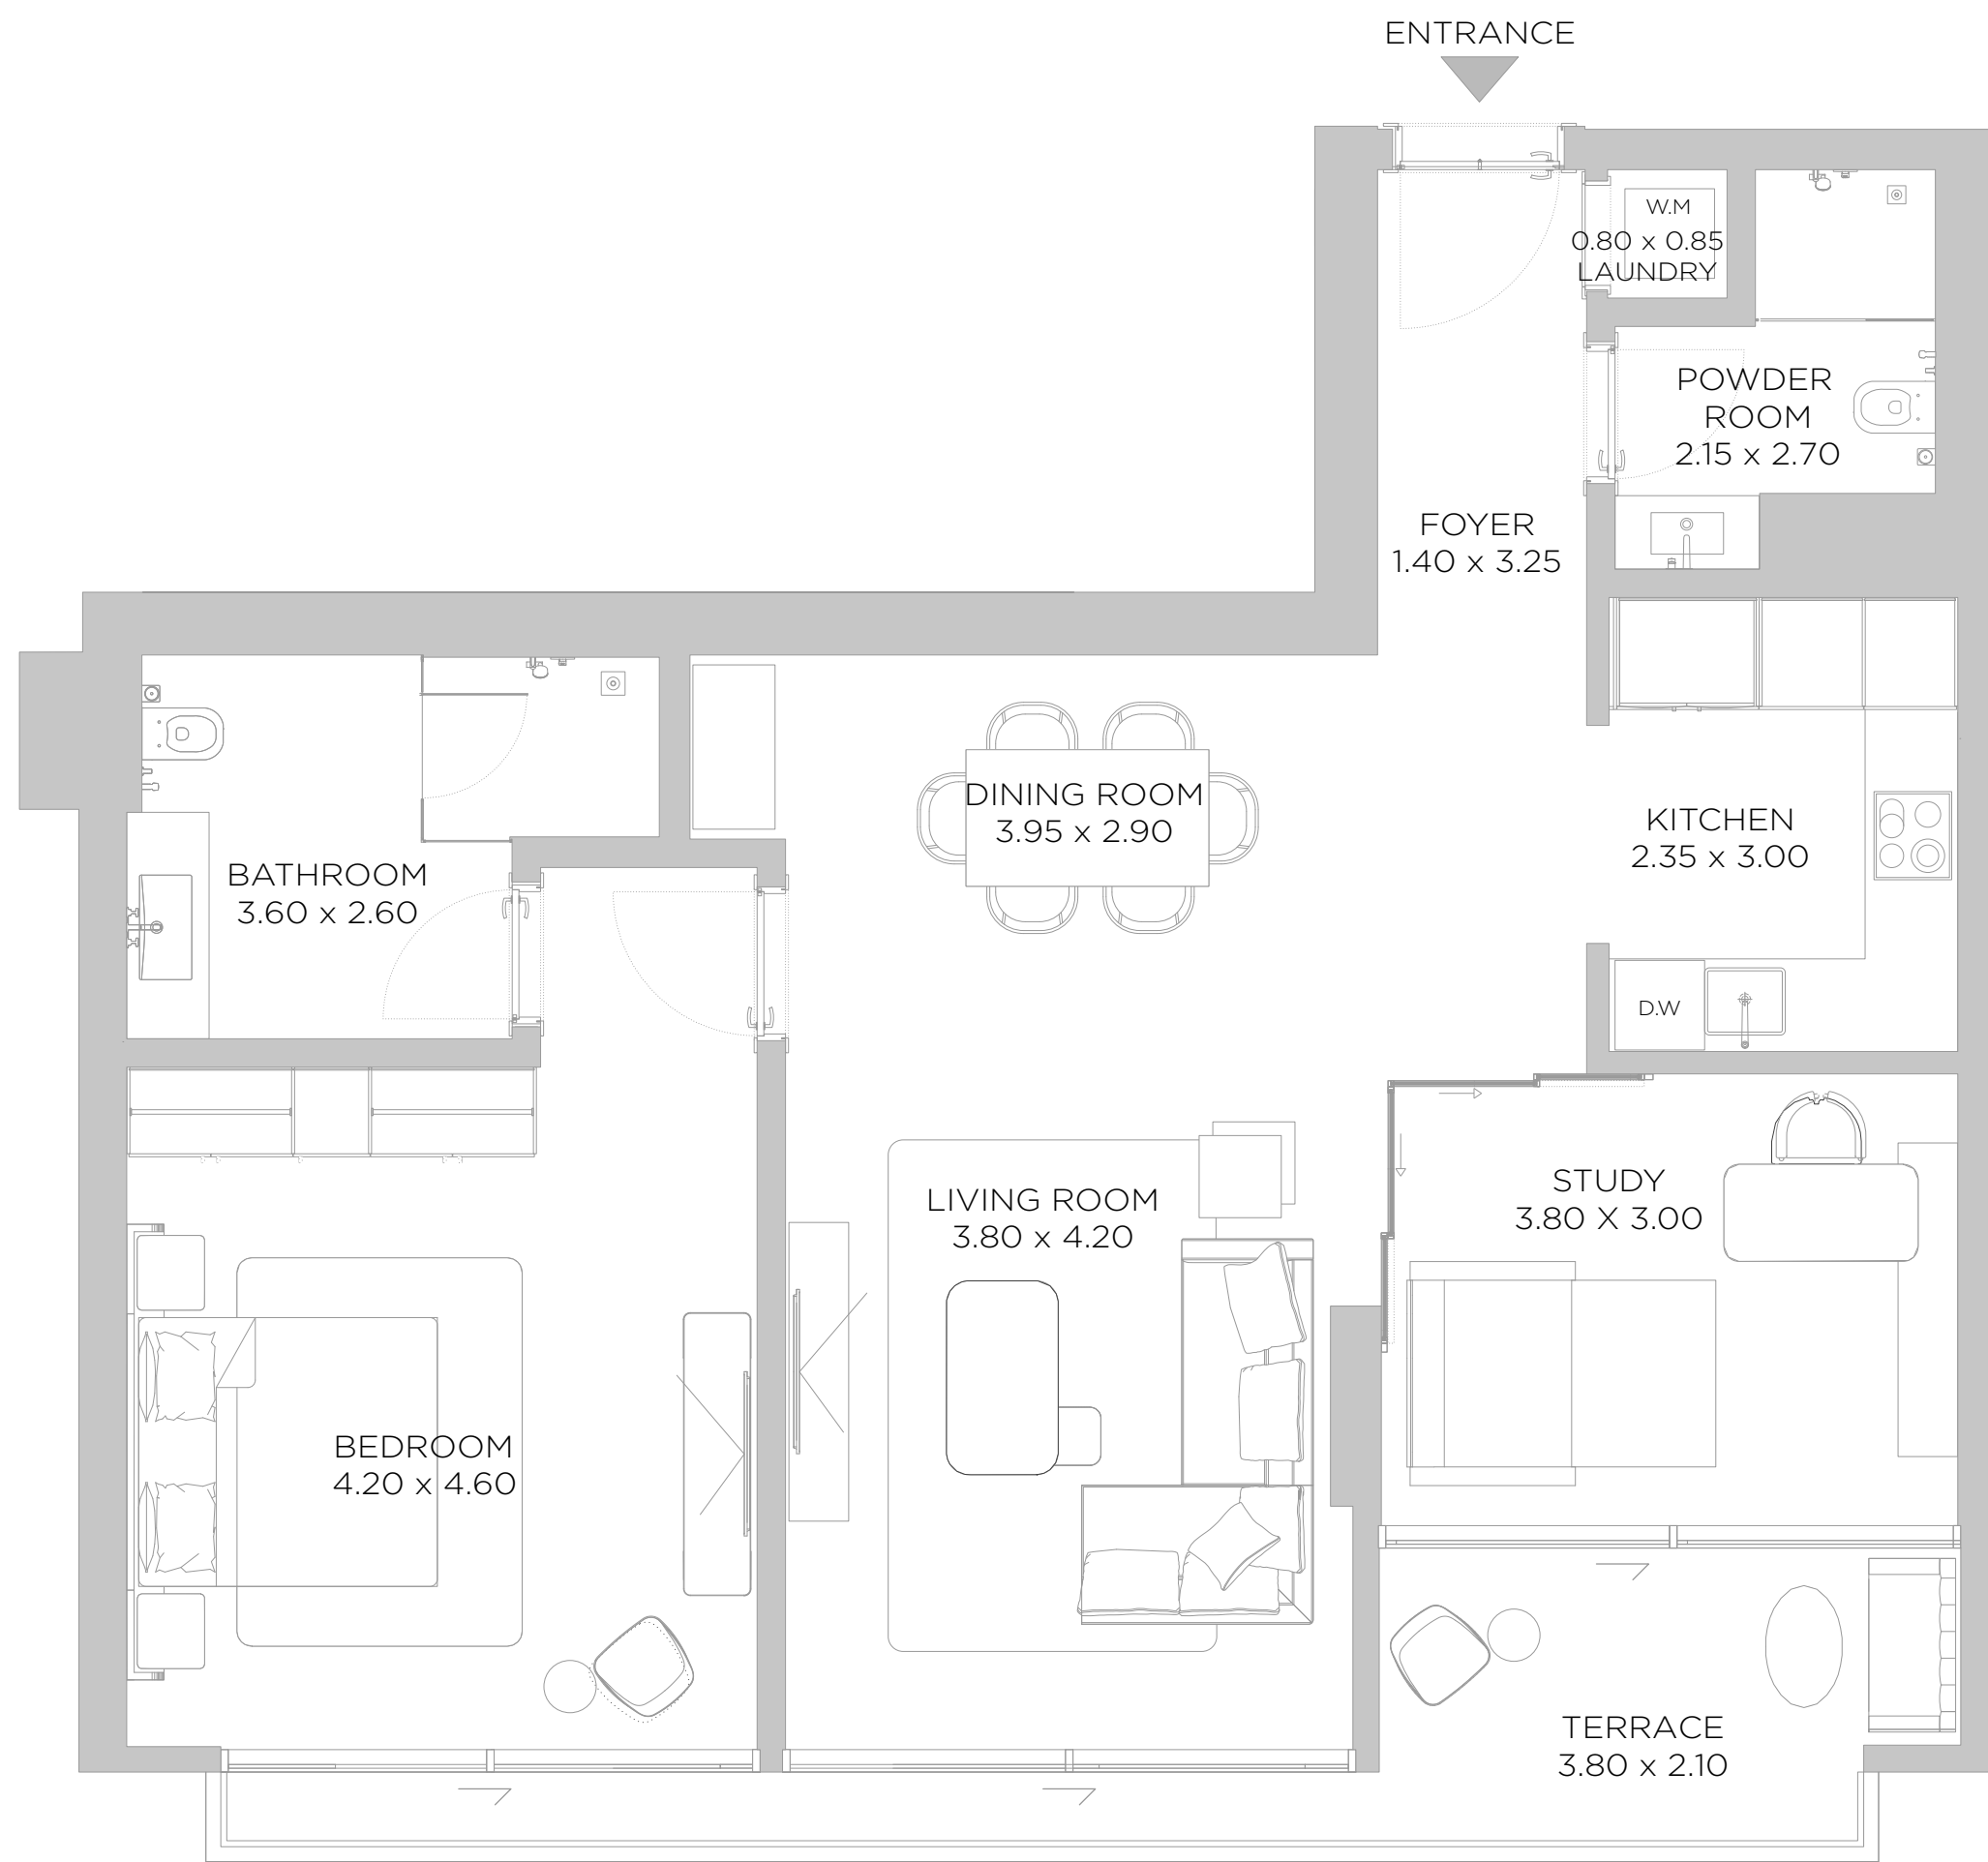 ENTRANCE
W.M
0.80 x 0.85
LAUNDRY
POWDER
ROOM
2.15 x 2.70
FOYER
1.40 x 3.25
DINING ROOM
3.95 x 2.90
KITCHEN
2.35 x 3.00
BATHROOM
3.60 x 2.60
D.W
LIVING ROOM
3.80 x 4.20
STUDY
3.80 X 3.00
BEDROOM
4.20 x 4.60
TERRACE
3.80 x 2.10